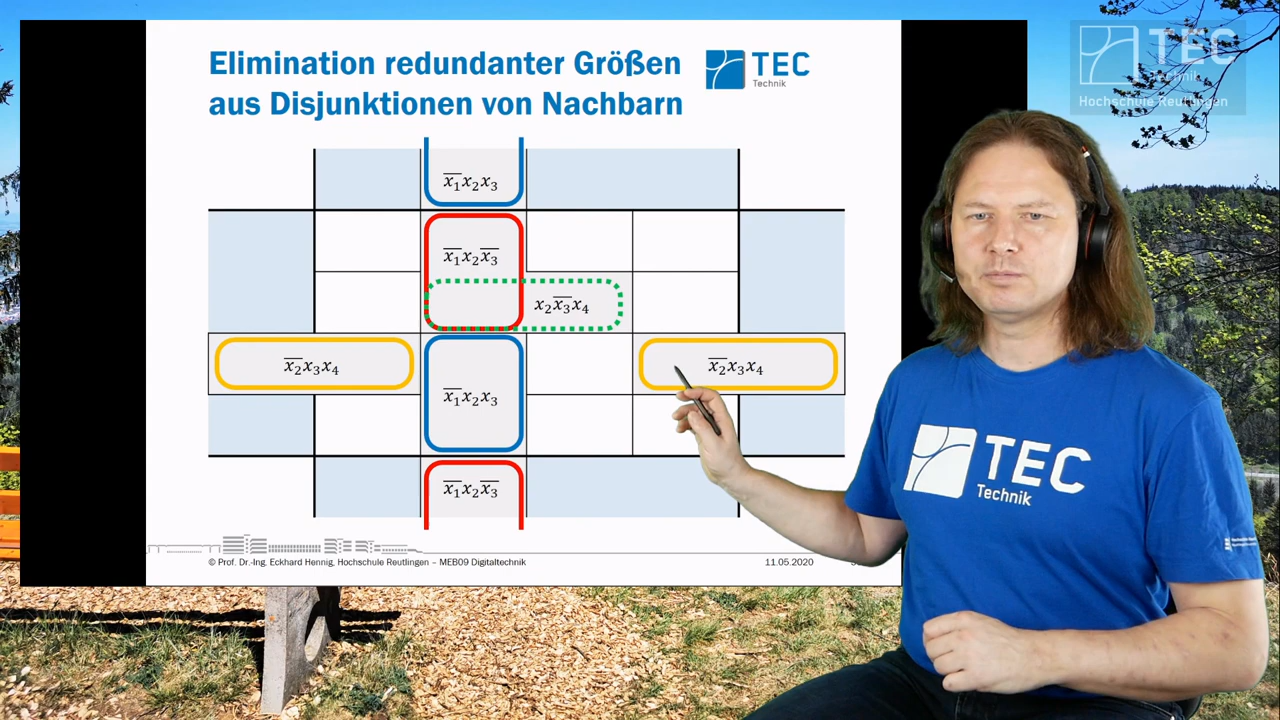 Elimination redundanter Größen
aus Disjunktionen von Nachbarn
TEC
Technik
TEC
Technik
Hochschule Reutlingen
x̅₁x₂x₃
x̅₁x₂x̅₃
x₂x̅₃x₄
x̅₂x₃x₄
x̅₂x₃x₄
x̅₁x₂x₃
x̅₁x₂x̅₃
TEC
Technik
© Prof. Dr.-Ing. Eckhard Hennig, Hochschule Reutlingen – MEB09 Digitaltechnik
11.05.2020